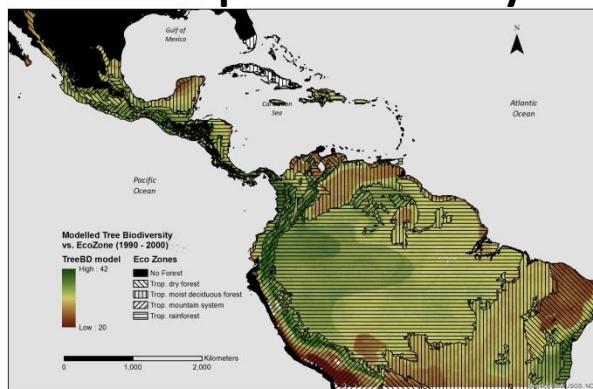 Gulf of
Mexico
N
Caribbean
Sea
Atlantic
Ocean
Pacific
Ocean
Modelled Tree Biodiversity
vs. EcoZone (1990 - 2000)
TreeBD model
High : 42
Low : 20
Eco Zones
No Forest
Trop. dry forest
Trop. moist deciduous forest
Trop. mountain system
Trop. rainforest
Kilometers
0
1,000
2,000
USGS, NO